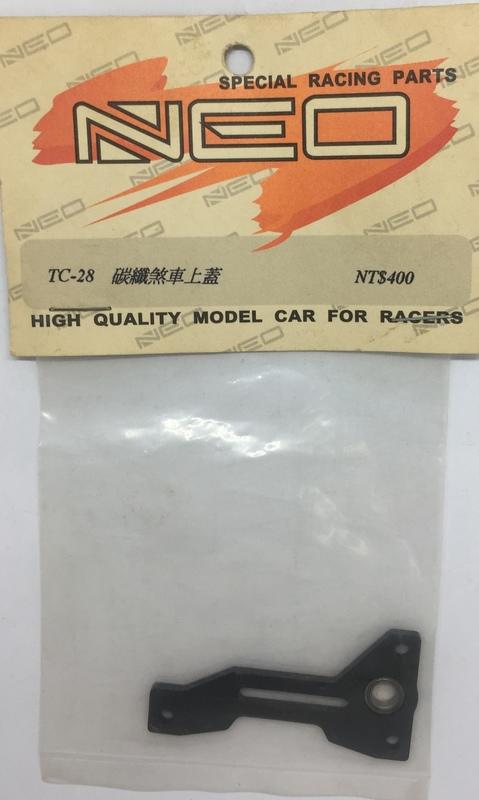 SPECIAL RACING PARTS
NEO
TC-28 碳纖煞車上蓋 NT$400
HIGH QUALITY MODEL CAR FOR RACERS